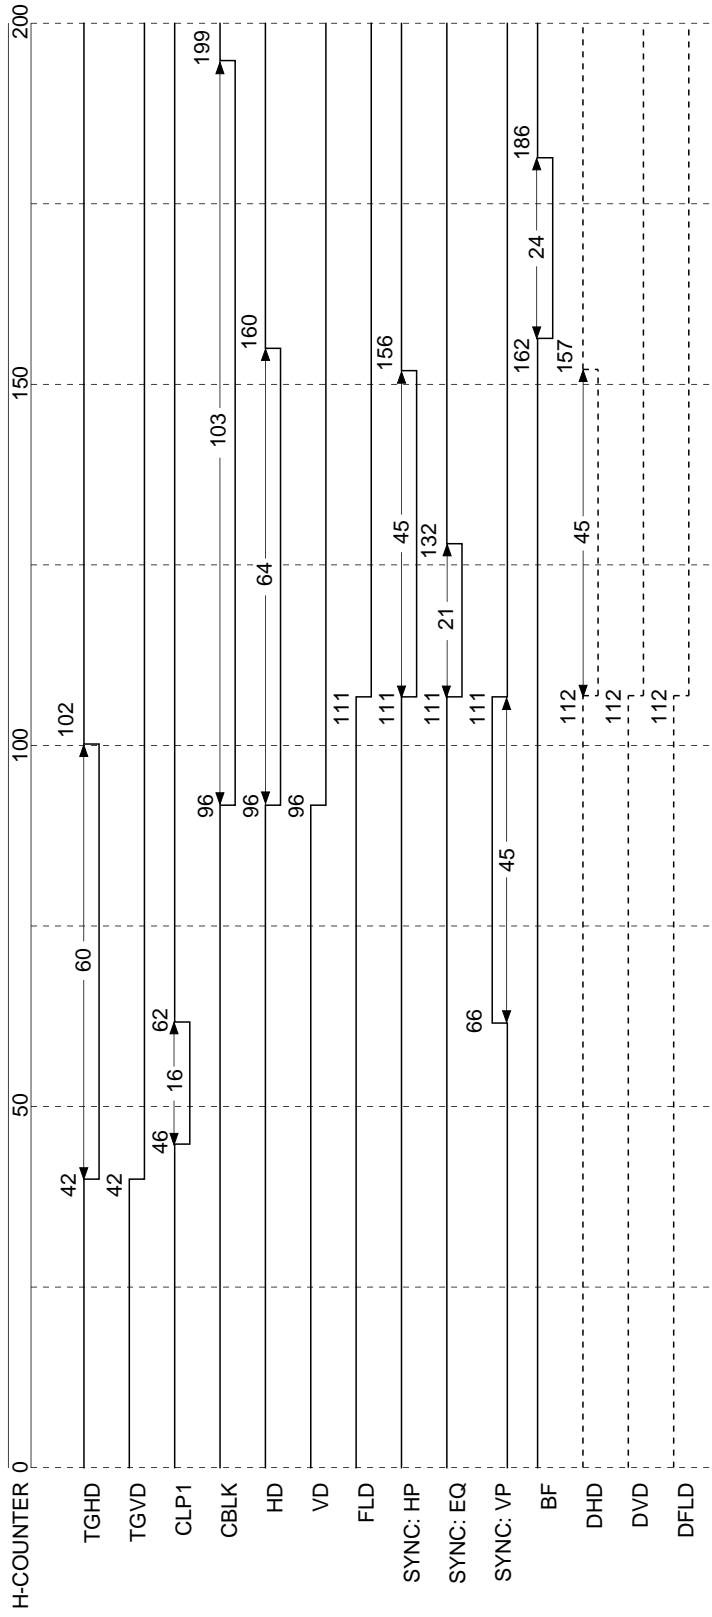 H-COUNTER 0 50 100 150 200
TGHD 42 60 102
TGVD 42
CLP1 46 16 62
CBLK 96 103 199
HD 96 64 160
VD 96
FLD 111
SYNC: HP 111 45 156
SYNC: EQ 111 21 132
SYNC: VP 66 45 111
BF 162 24 186
DHD 112 45 157
DVD 112
DFLD 112